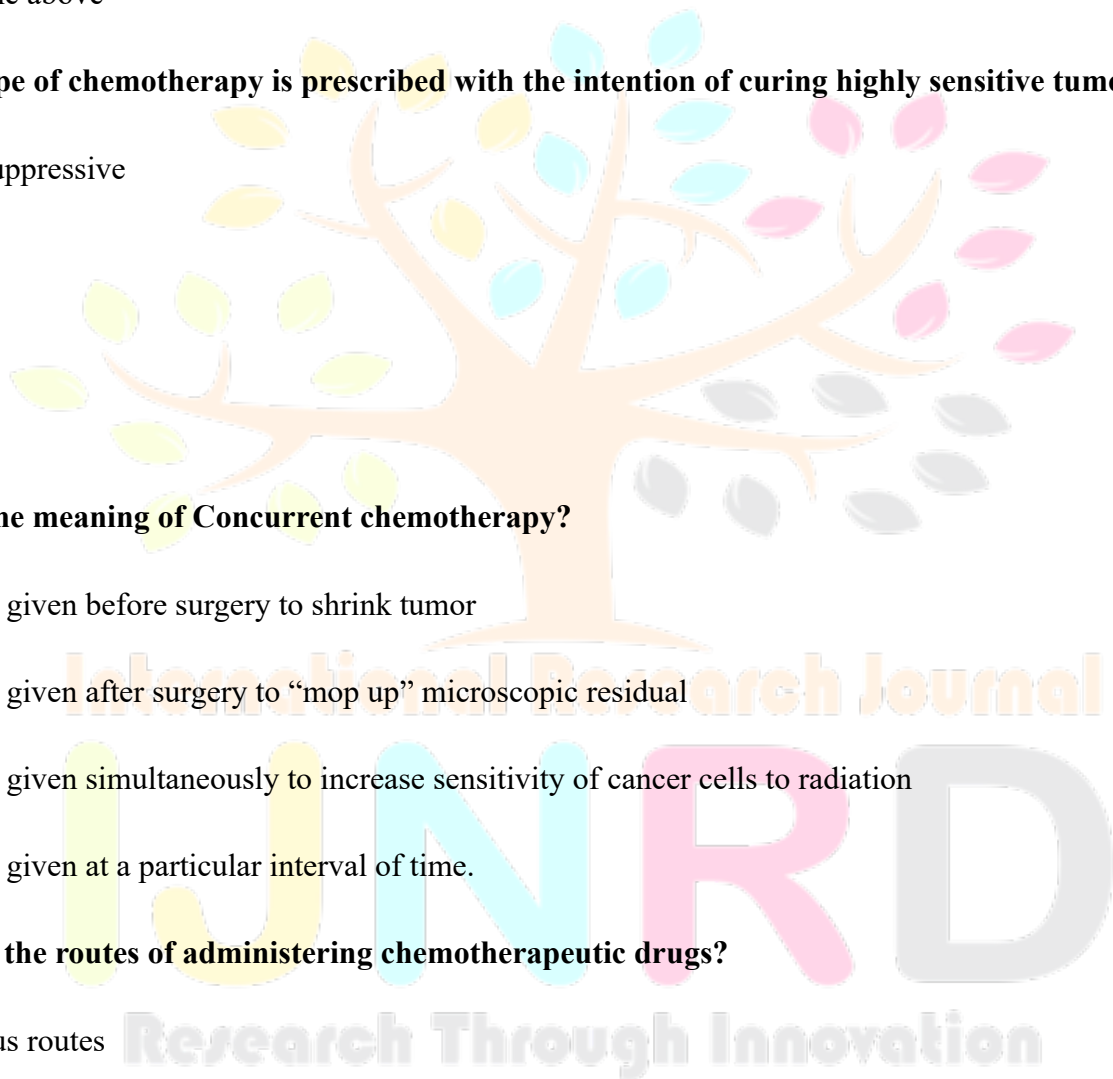 pe of chemotherapy is prescribed with the intention of curing highly sensitive tum
uppressive
ne meaning of Concurrent chemotherapy?
given before surgery to shrink tumor
International Research Journal
given after surgery to “mop up” microscopic residual
given simultaneously to increase sensitivity of cancer cells to radiation
IJNRD
given at a particular interval of time.
the routes of administering chemotherapeutic drugs?
us routes
Research Through Innovation